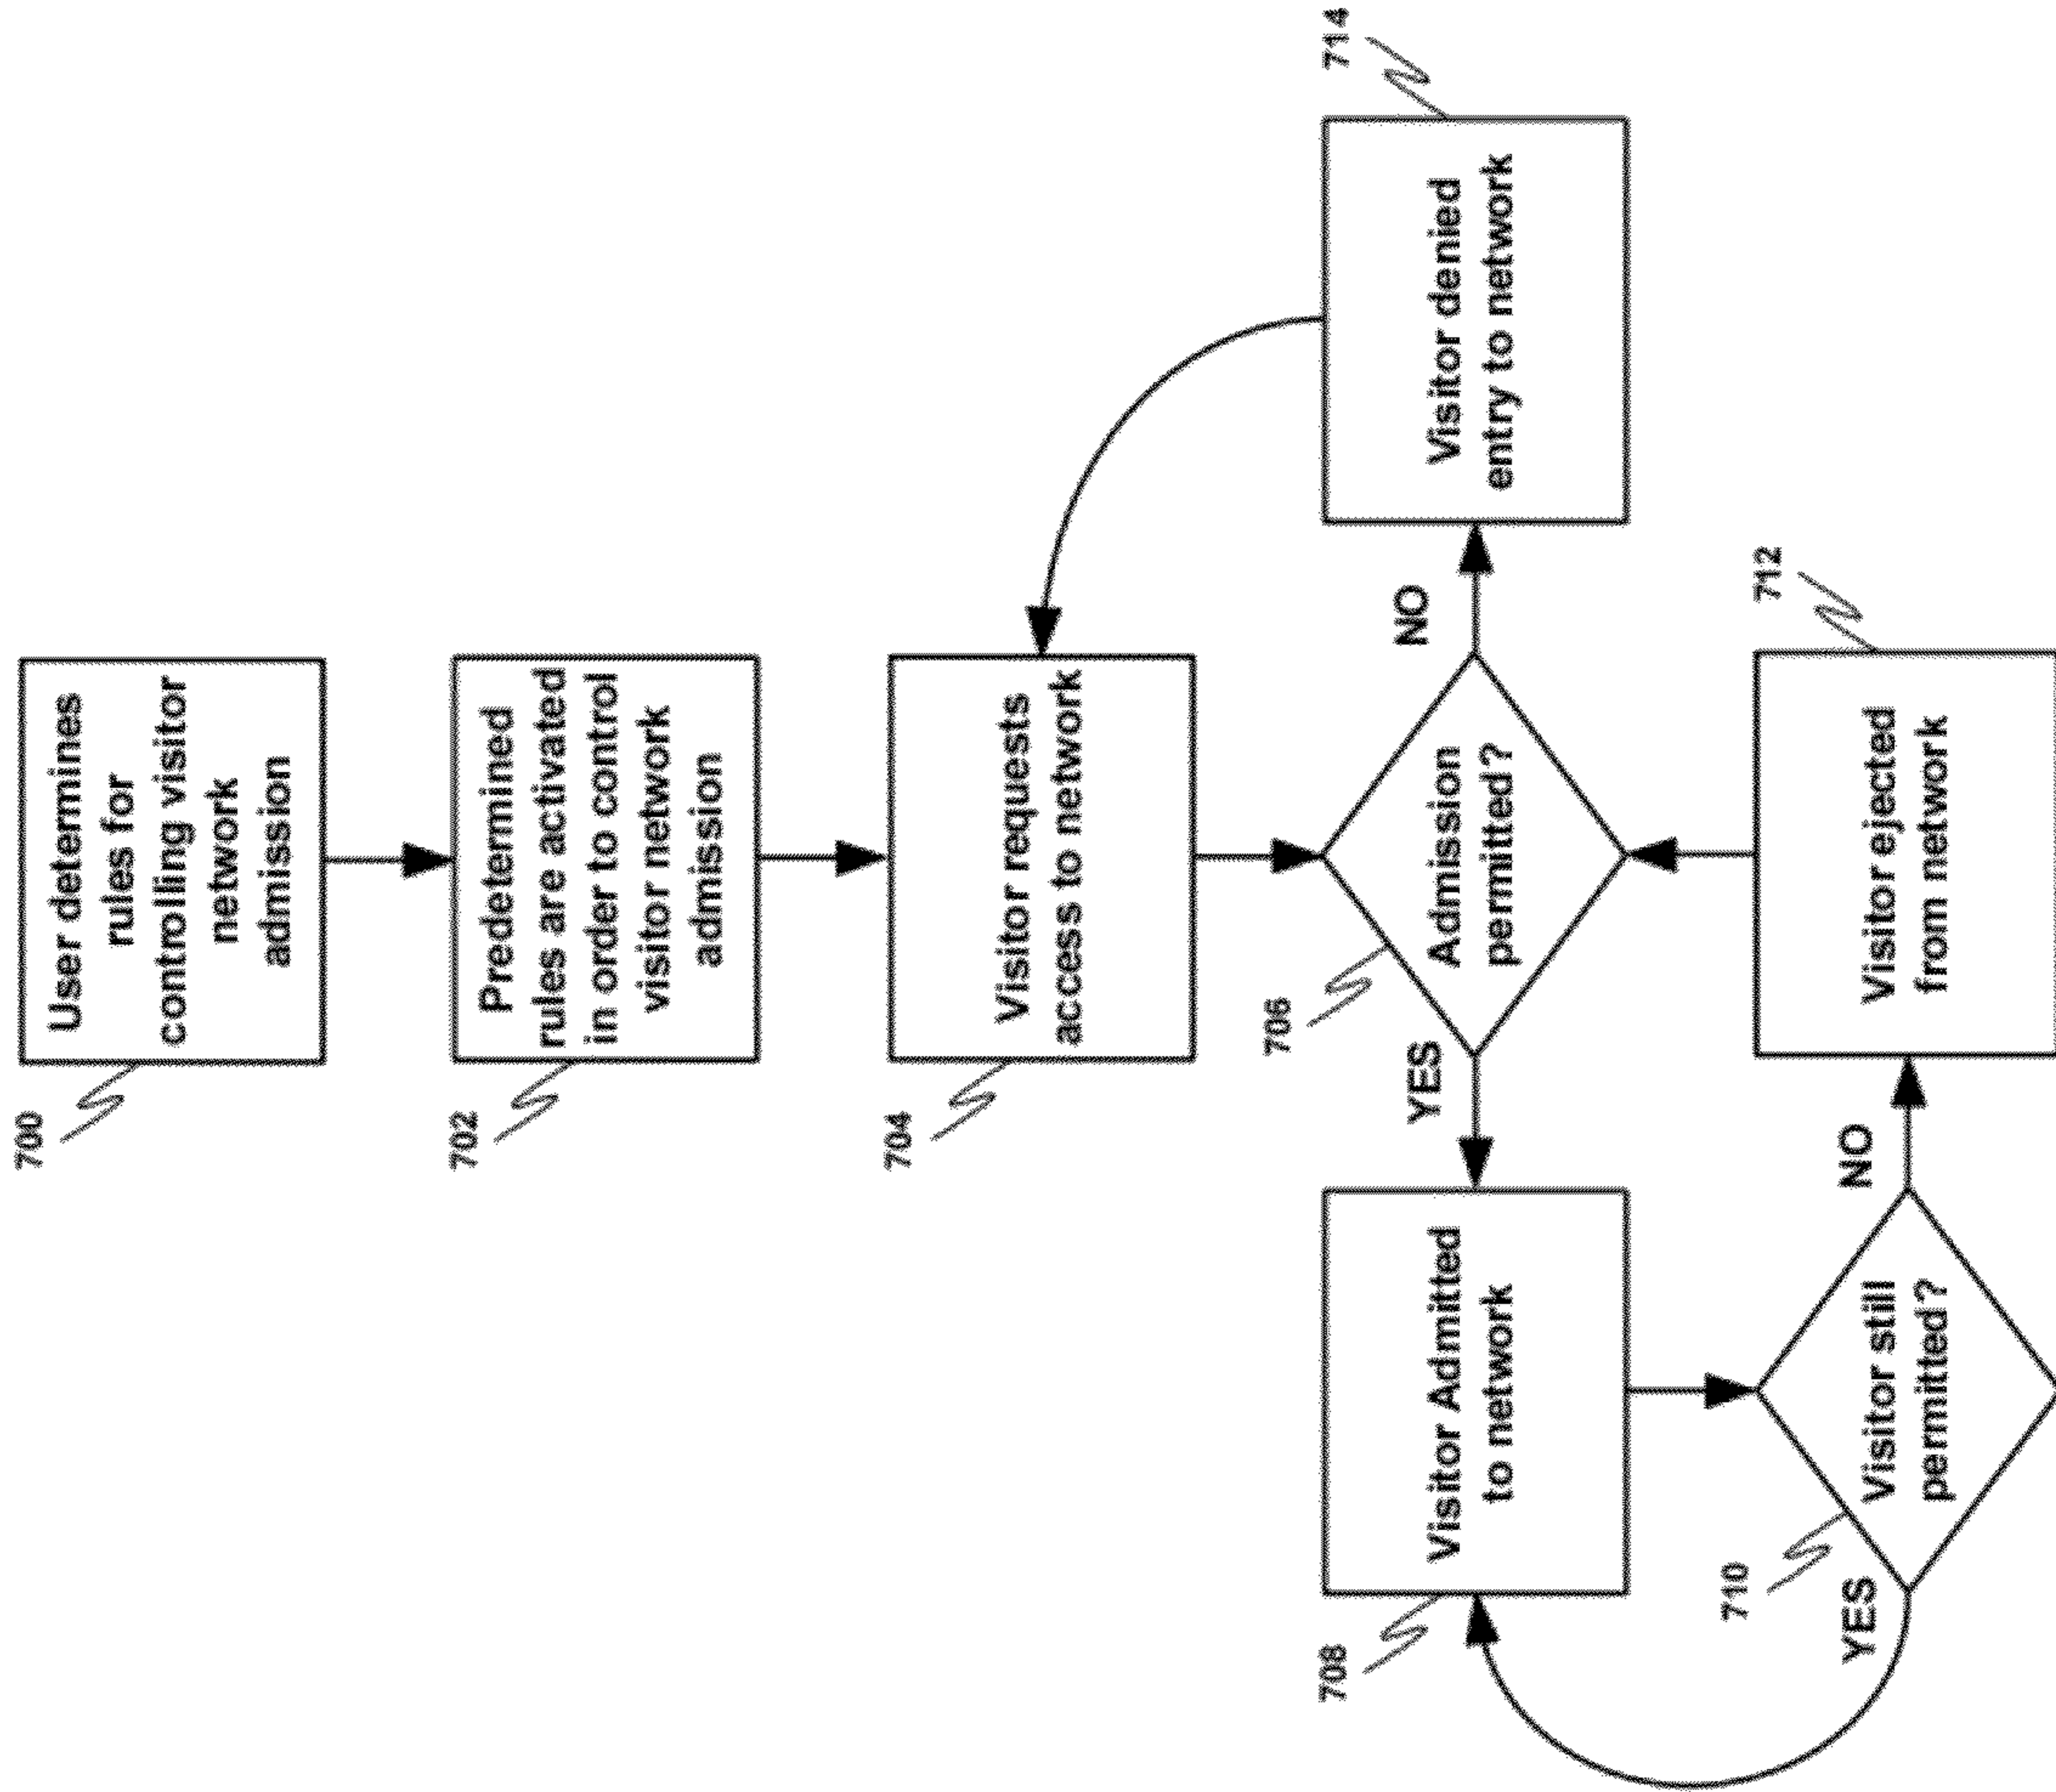 700
User determines
rules for
controlling visitor
network
admission
702
Predetermined
rules are activated
in order to control
visitor network
admission
704
Visitor requests
access to network
706
Admission
permitted?
YES
NO
708
Visitor Admitted
to network
714
Visitor denied
entry to network
710
Visitor still
permitted?
YES
NO
712
Visitor ejected
from network